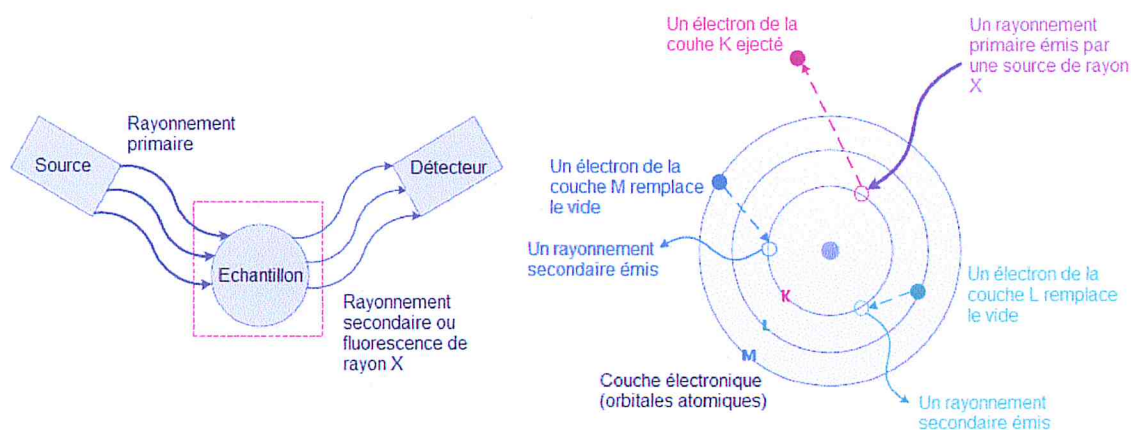 Rayonnement
primaire
Source
Détecteur
Echantillon
Rayonnement
secondaire ou
fluorescence de
rayon X
Un électron de la
couhe K ejecté
Un rayonnement
primaire émis par
une source de rayon
X
Un électron de la
couche M remplace
le vide
Un rayonnement
secondaire émis
Un électron de la
couche L remplace
le vide
K
L
M
Couche électronique
(orbitales atomiques)
Un rayonnement
secondaire émis